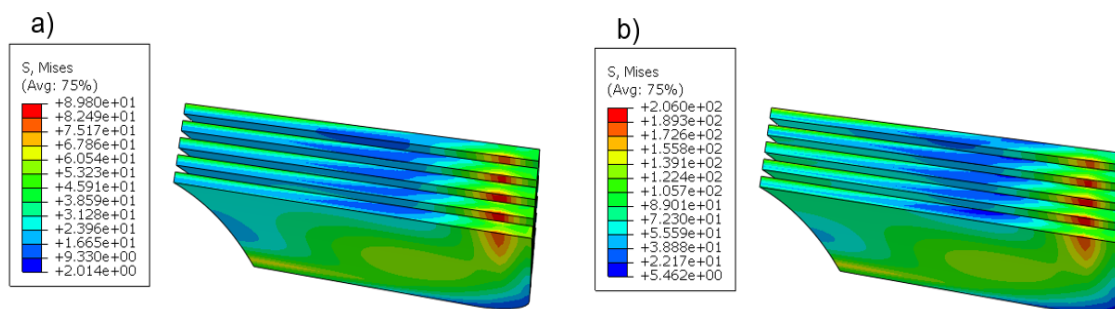 a)
S, Mises
(Avg: 75%)
+8.980e+01
+8.249e+01
+7.517e+01
+6.786e+01
+6.054e+01
+5.323e+01
+4.591e+01
+3.859e+01
+3.128e+01
+2.396e+01
+1.665e+01
+9.330e+00
+2.014e+00
b)
S, Mises
(Avg: 75%)
+2.060e+02
+1.893e+02
+1.726e+02
+1.558e+02
+1.391e+02
+1.224e+02
+1.057e+02
+8.901e+01
+7.230e+01
+5.559e+01
+3.888e+01
+2.217e+01
+5.462e+00